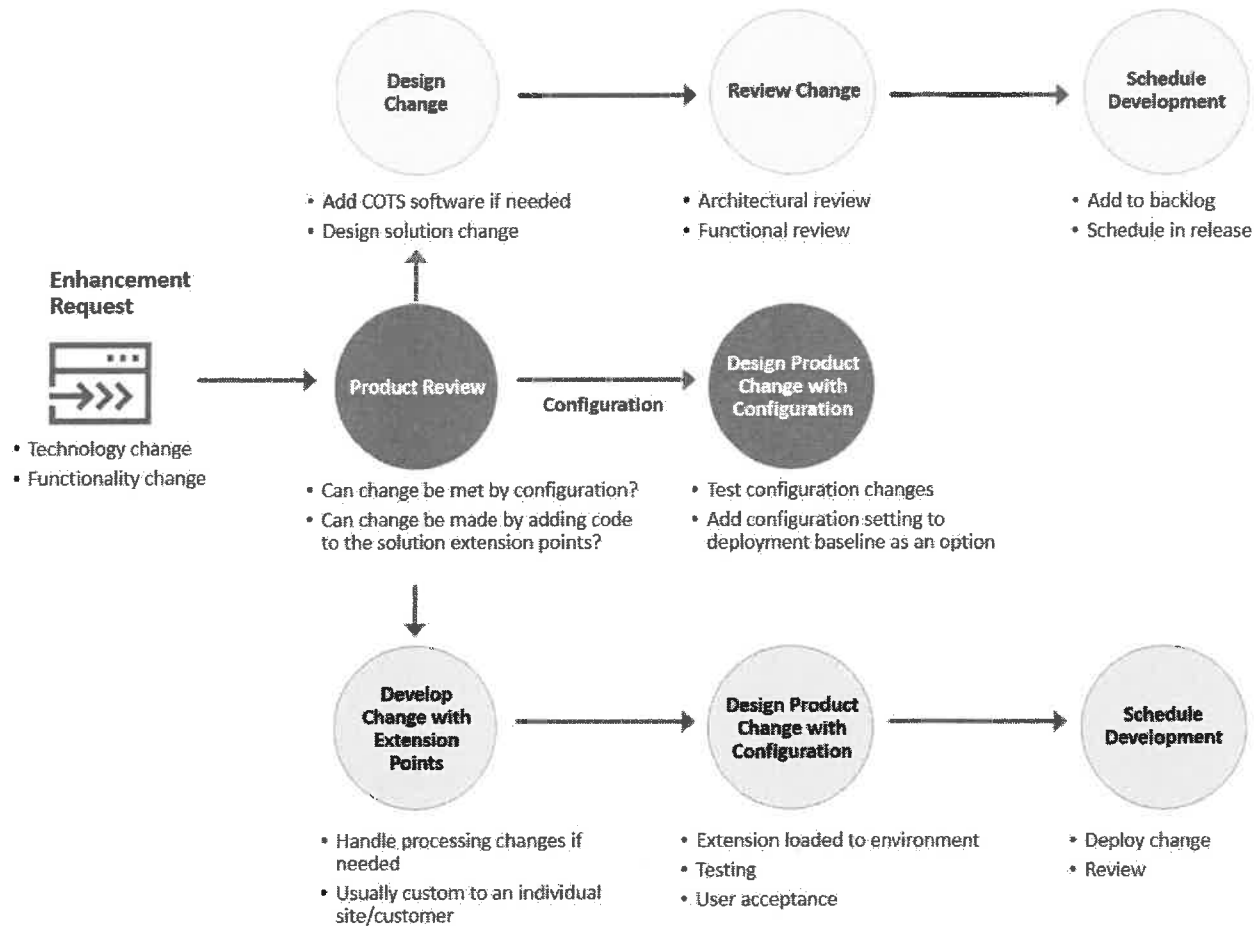 Design
Change
Review Change
Schedule
Development
• Add COTS software if needed
• Design solution change
• Architectural review
• Functional review
• Add to backlog
• Schedule in release
Enhancement
Request
• Technology change
• Functionality change
Product Review
Configuration
Design Product
Change with
Configuration
• Can change be met by configuration?
• Can change be made by adding code
to the solution extension points?
• Test configuration changes
• Add configuration setting to
deployment baseline as an option
Develop
Change with
Extension
Points
Design Product
Change with
Configuration
Schedule
Development
• Handle processing changes if
needed
• Usually custom to an individual
site/customer
• Extension loaded to environment
• Testing
• User acceptance
• Deploy change
• Review